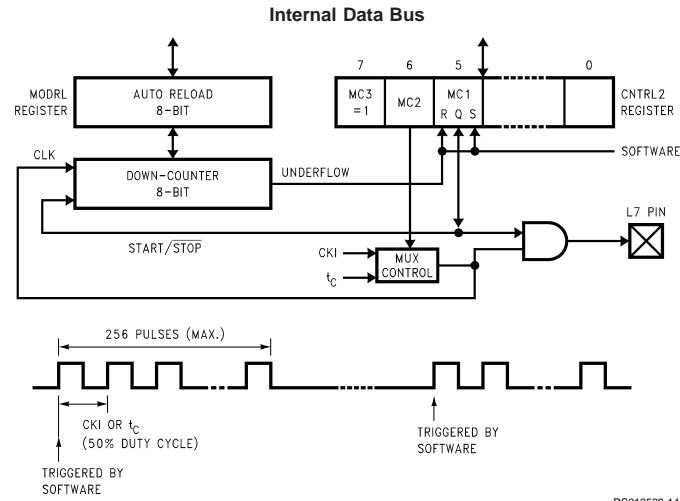 Internal Data Bus
7 6 5 0
MODRL
REGISTER
AUTO RELOAD
8-BIT
MC3
=1
MC2
MC1
R Q S
CNTRL2
REGISTER
CLK
DOWN-COUNTER
8-BIT
UNDERFLOW
SOFTWARE
START/STOP
L7 PIN
CKI
tC
MUX
CONTROL
256 PULSES (MAX.)
CKI OR tC
(50% DUTY CYCLE)
TRIGGERED BY
SOFTWARE
TRIGGERED BY
SOFTWARE